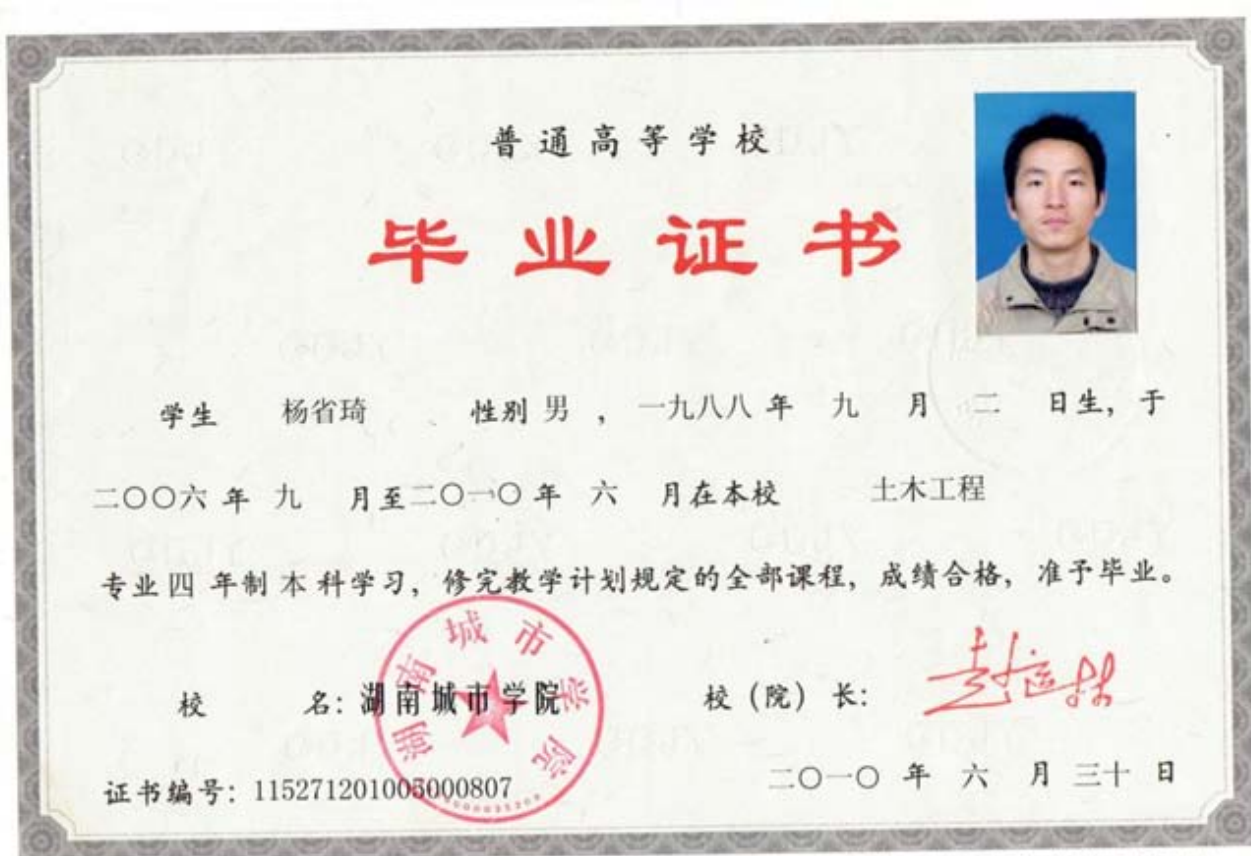 普通高等学校
毕业证书
学生 杨省琦 性别 男 ， 一九八八 年 九 月 二 日生，于
二〇〇六 年 九 月至二〇一〇 年 六 月在本校 土木工程
专业 四 年制 本 科学习，修完教学计划规定的全部课程，成绩合格，准予毕业。
湖南城市学院
校 名：湖南城市学院 校（院）长：赵运林
证书编号：115271201005000807 二〇一〇 年 六 月 三十 日